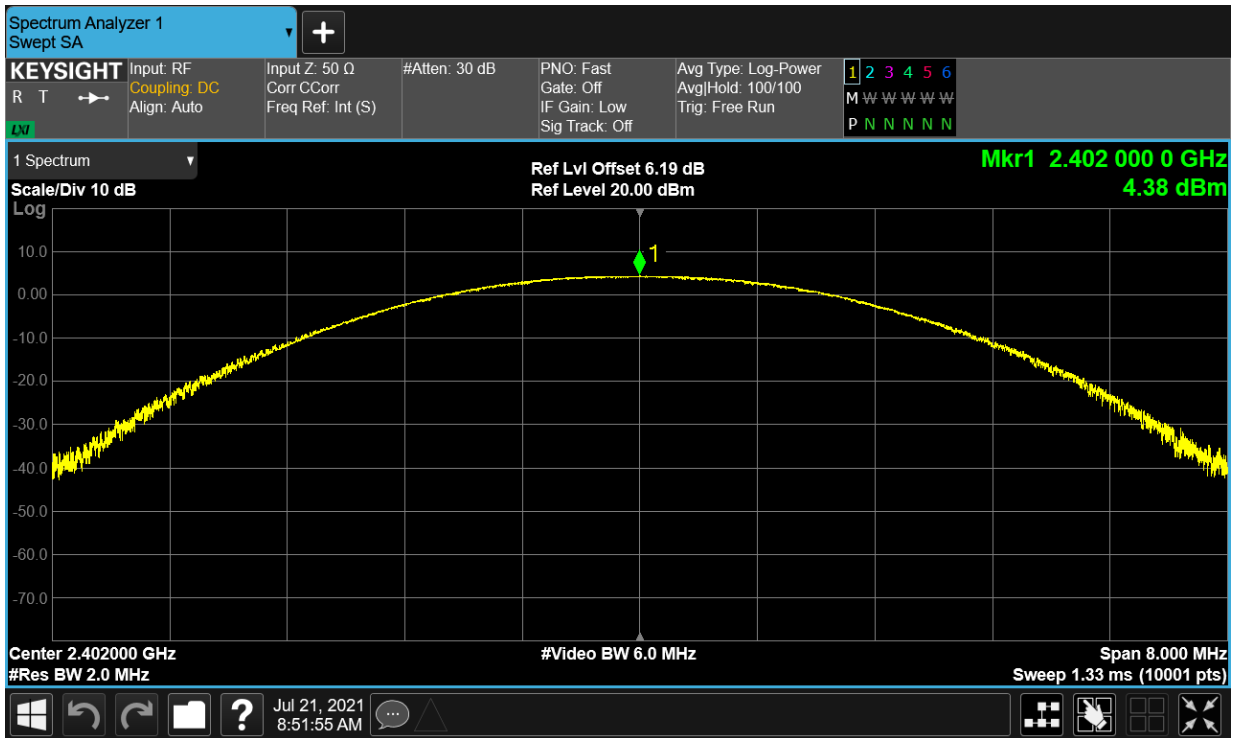 Spectrum Analyzer 1
Swept SA
KEYSIGHT
R T
LXI
Input: RF
Coupling: DC
Align: Auto
Input Z: 50 Ω
Corr CCorr
Freq Ref: Int (S)
#Atten: 30 dB
PNO: Fast
Gate: Off
IF Gain: Low
Sig Track: Off
Avg Type: Log-Power
Avg|Hold: 100/100
Trig: Free Run
1 2 3 4 5 6
M W W W W W
P N N N N N
1 Spectrum
Scale/Div 10 dB
Log
Ref Lvl Offset 6.19 dB
Ref Level 20.00 dBm
Mkr1 2.402 000 0 GHz
4.38 dBm
1
10.0
0.00
-10.0
-20.0
-30.0
-40.0
-50.0
-60.0
-70.0
Center 2.402000 GHz
#Res BW 2.0 MHz
#Video BW 6.0 MHz
Span 8.000 MHz
Sweep 1.33 ms (10001 pts)
?
Jul 21, 2021
8:51:55 AM